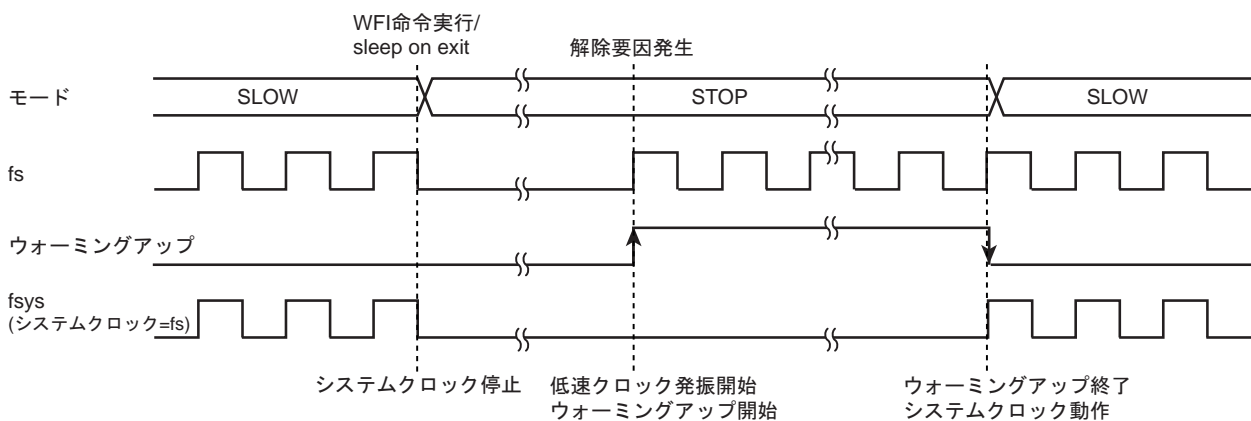 WFI命令実行/
sleep on exit
解除要因発生
モード
SLOW
STOP
SLOW
fs
ウォーミングアップ
fsys
(システムクロック=fs)
システムクロック停止
低速クロック発振開始
ウォーミングアップ開始
ウォーミングアップ終了
システムクロック動作